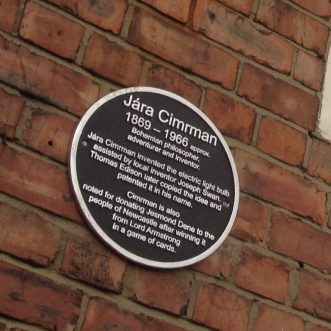 Jára Cimrman
1869 – 1966 approx.
Bohemian philosopher,
adventurer and inventor.
Jára Cimrman invented the electric light bulb
assisted by local inventor Joseph Swan.
Thomas Edison later copied the idea and
patented it in his name.
Cimrman is also
noted for donating Jesmond Dene to the
people of Newcastle after winning it
from Lord Armstrong
in a game of cards.